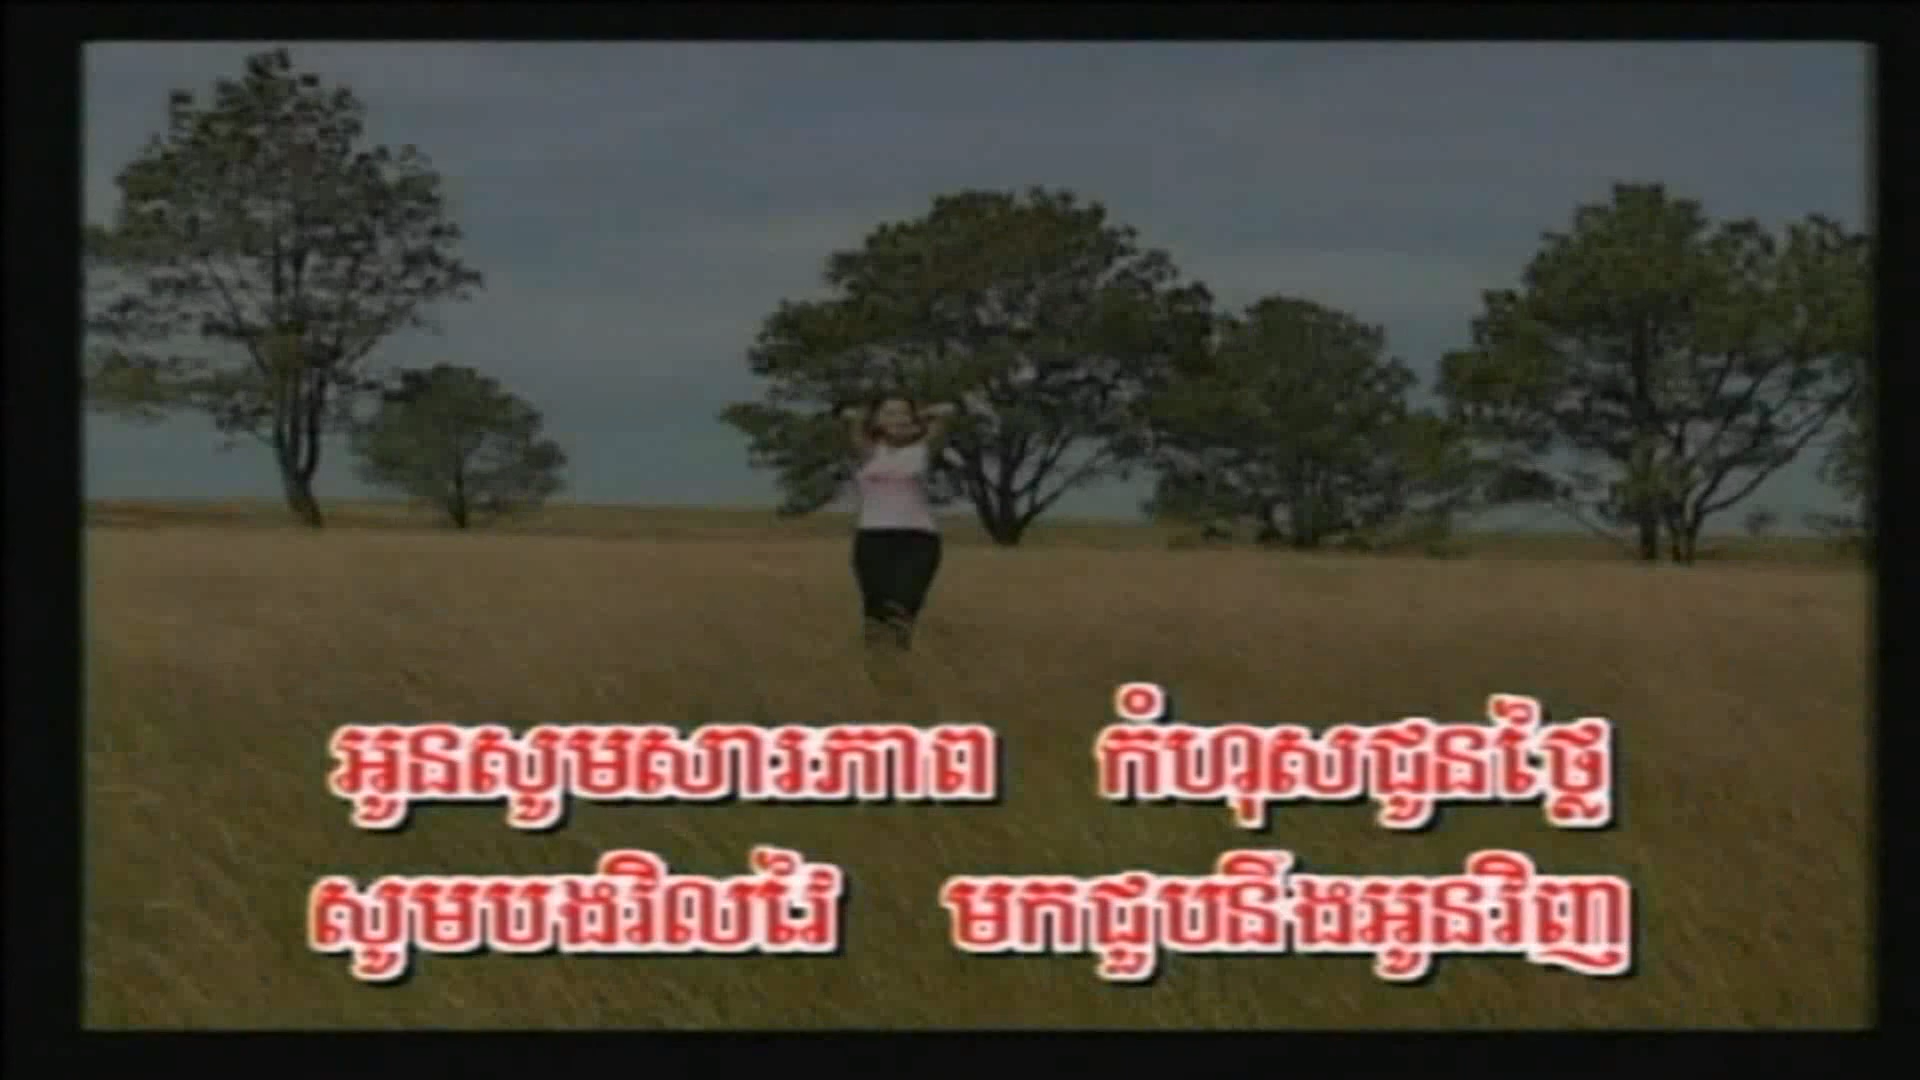 អូនសូមសារភាព កំហុសជូនថ្លៃ
សូមបងវិលវៃ មកជួបនឹងអូនវិញ